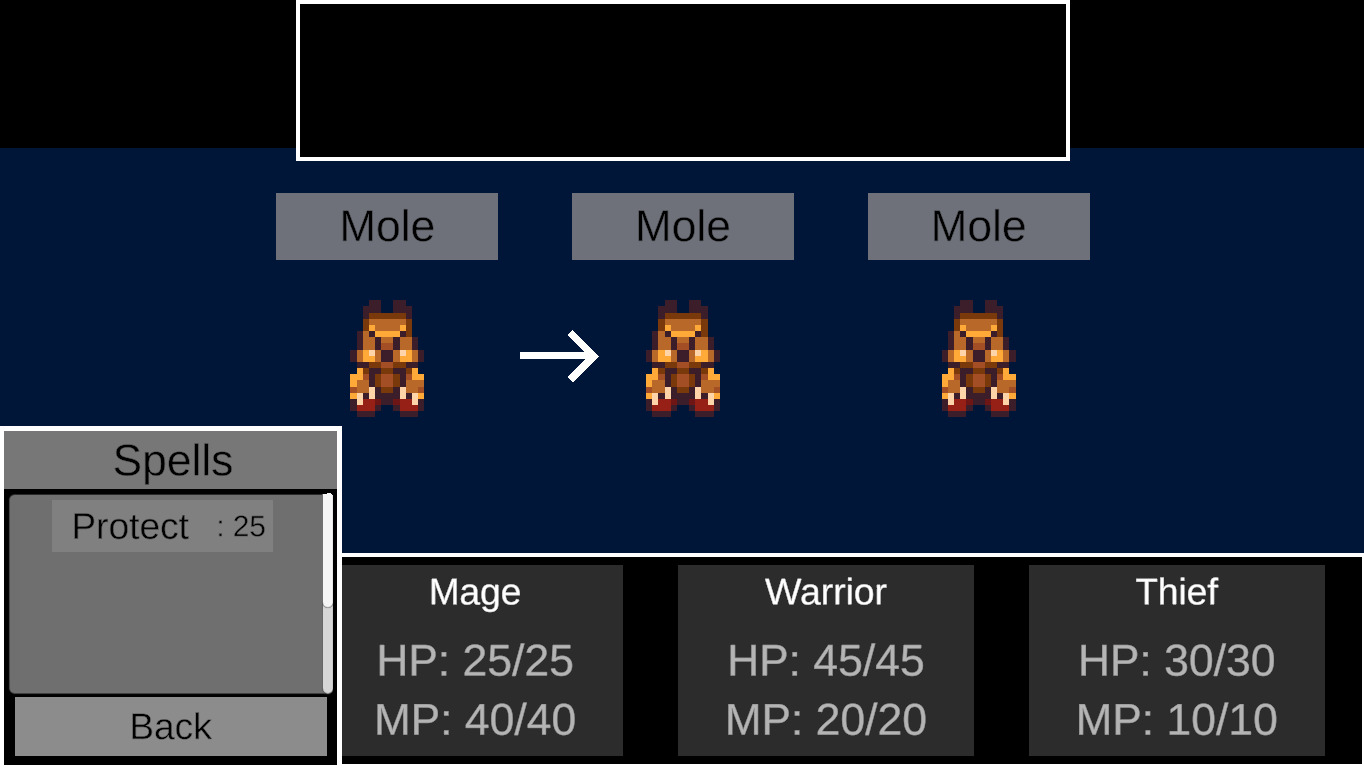 Mole
Mole
Mole
Spells
Protect : 25
Back
Mage
HP: 25/25
MP: 40/40
Warrior
HP: 45/45
MP: 20/20
Thief
HP: 30/30
MP: 10/10